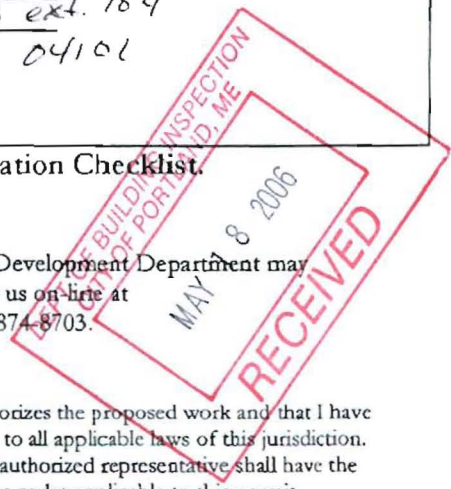 ext. 104
04101
ation Checklist.
Development Department may
us on-line at
874-8703.
DEPT. OF BUILDING INSPECTION
CITY OF PORTLAND, ME
MAY 18 2006
RECEIVED
orizes the proposed work and that I have
to all applicable laws of this jurisdiction.
authorized representative shall have the